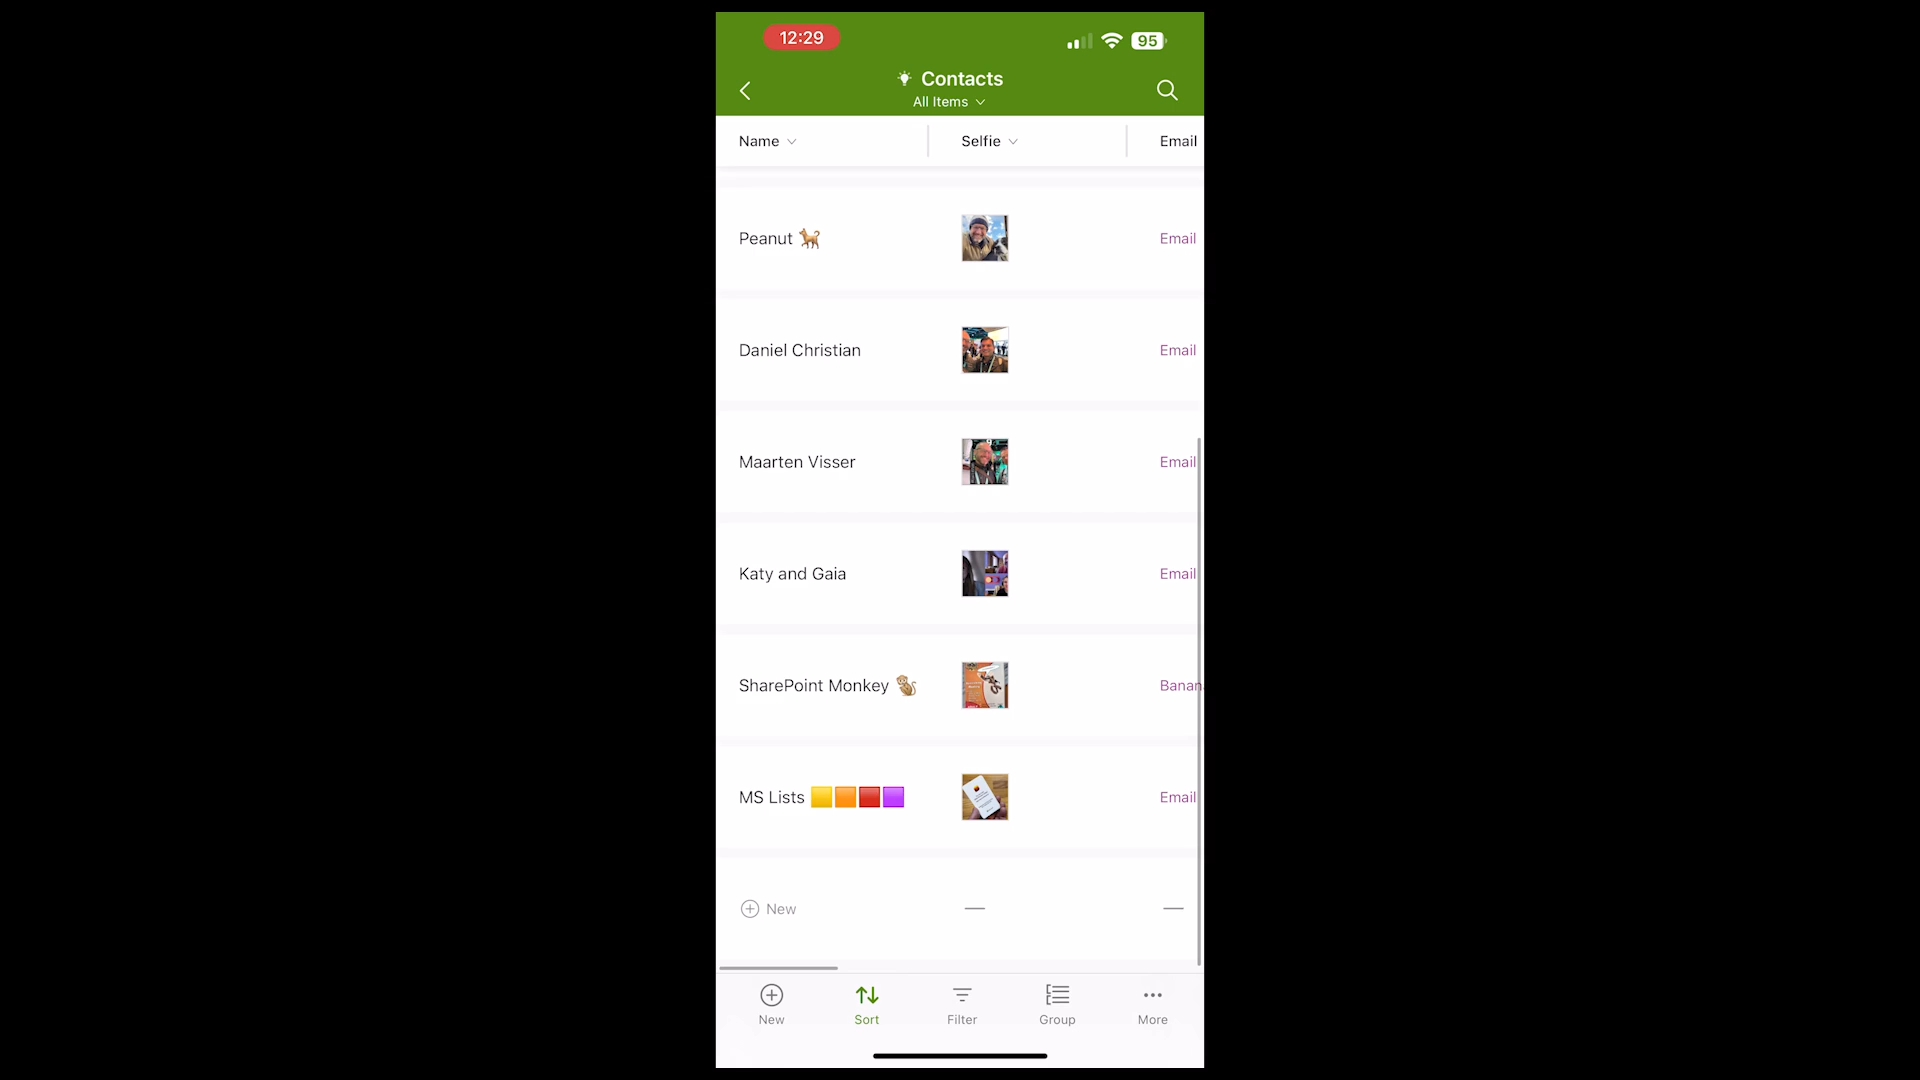 12:29
95
Contacts
All Items
Name
Selfie
Email
Peanut
Email
Daniel Christian
Email
Maarten Visser
Email
Katy and Gaia
Email
SharePoint Monkey
Banan
MS Lists
Email
New
New
Sort
Filter
Group
More